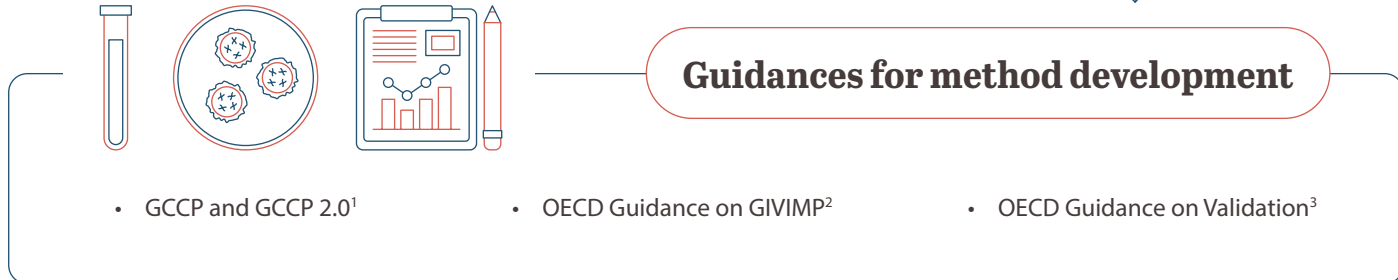 Guidances for method development
• GCCP and GCCP 2.0¹
• OECD Guidance on GIVIMP²
• OECD Guidance on Validation³